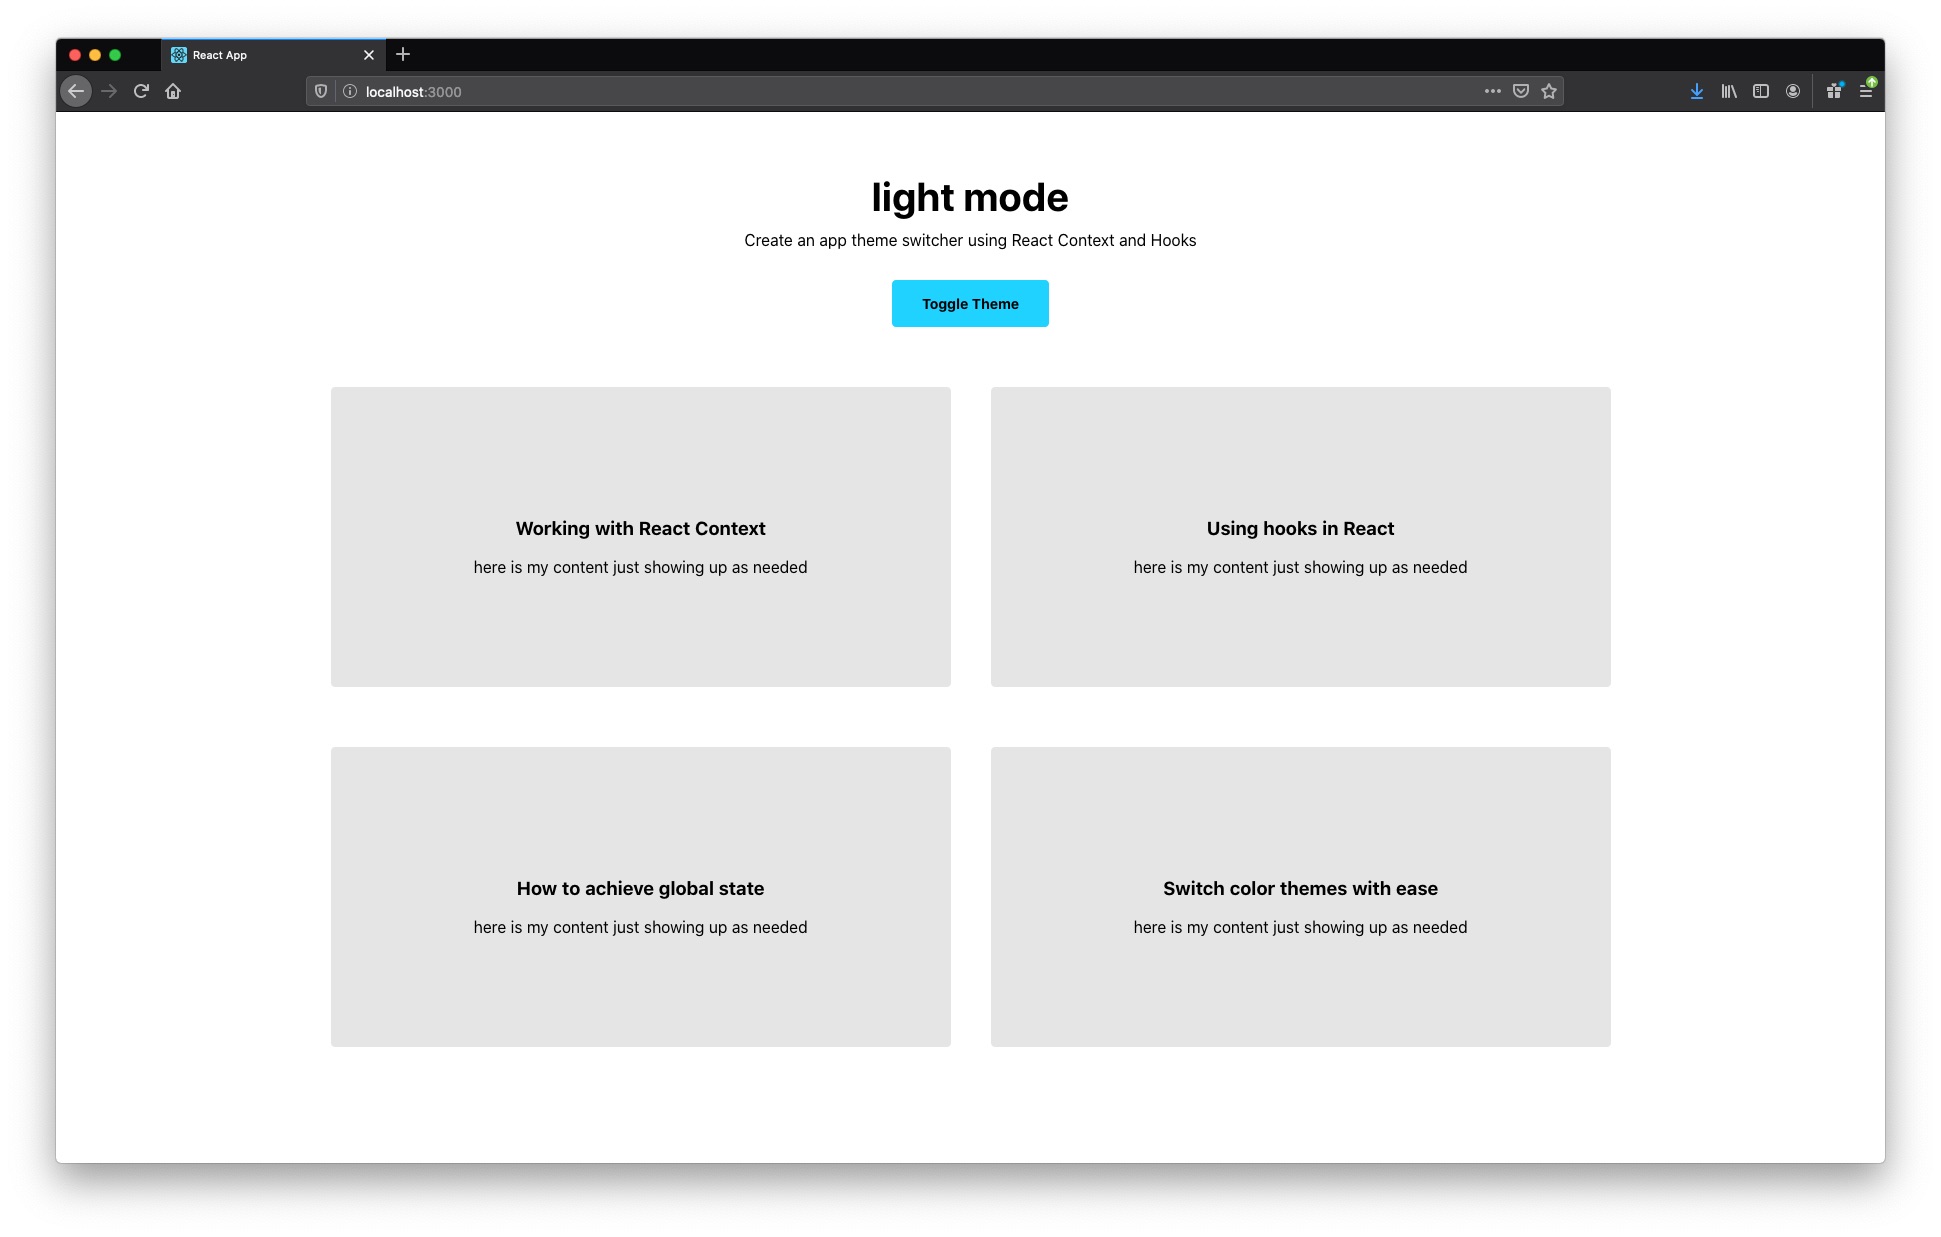 React App
localhost:3000
light mode
Create an app theme switcher using React Context and Hooks
Toggle Theme
Working with React Context
here is my content just showing up as needed
Using hooks in React
here is my content just showing up as needed
How to achieve global state
here is my content just showing up as needed
Switch color themes with ease
here is my content just showing up as needed